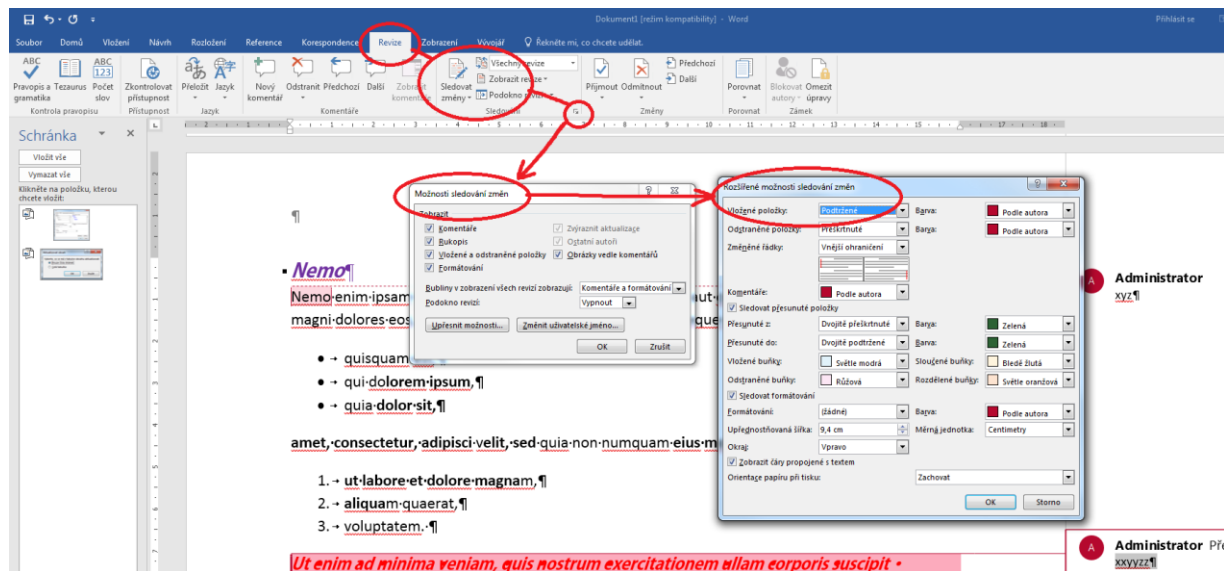 Dokument1 [režim kompatibility] - Word
Přihlásit se
Soubor Domů Vložení Návrh Rozložení Reference Korespondence Revize Zobrazení Vývojář Řekněte mi, co chcete udělat.
ABC
ABC
123
Pravopis a gramatika
Tezaurus
Počet slov
Zkontrolovat přístupnost
Přeložit
Jazyk
Nový komentář
Odstranit
Předchozí
Další
Zobrazit komentáře
Sledovat změny
Všechny revize
Zobrazit revize
Podokno revizí
Přijmout
Odmítnout
Předchozí
Další
Porovnat
Blokovat autory
Omezit úpravy
Kontrola pravopisu
Přístupnost
Jazyk
Komentáře
Sledování
Změny
Porovnat
Zámek
Schránka
Vložit vše
Vymazat vše
Klikněte na položku, kterou
chcete vložit:
¶
Nemo¶
Nemo·enim·ipsam
magni·dolores·eos
• → quisquam
• → qui·dolorem·ipsum,¶
• → quia·dolor·sit,¶
amet,·consectetur,·adipisci·velit,·sed·quia·non·numquam·eius·m
1.→ ut·labore·et·dolore·magnam,¶
2.→ aliquam·quaerat,¶
3.→ voluptatem.·¶
Ut enim ad minima veniam, quis nostrum exercitationem ullam corporis suscipit •
Možnosti sledování změn
Zobrazit
Komentáře
Zvýraznit aktualizace
Rukopis
Ostatní autoři
Vložené a odstraněné položky
Obrázky vedle komentářů
Formátování
Bubliny v zobrazení všech revizí zobrazují: Komentáře a formátování
Podokno revizí: Vypnout
Upřesnit možnosti... Změnit uživatelské jméno...
OK Zrušit
Rozšířené možnosti sledování změn
Vložené položky: Podtržené Barva: Podle autora
Odstraněné položky: Přeškrtnuté Barva: Podle autora
Změněné řádky: Vnější ohraničení
Komentáře: Podle autora
Sledovat přesunuté položky
Přesunuté z: Dvojitě přeškrtnuté Barva: Zelená
Přesunuté do: Dvojitě podtržené Barva: Zelená
Vložené buňky: Světle modrá Sloučené buňky: Bledě žlutá
Odstraněné buňky: Růžová Rozdělené buňky: Světle oranžová
Sledovat formátování
Formátování: (žádné) Barva: Podle autora
Upřednostňovaná šířka: 9,4 cm Měrná jednotka: Centimetry
Okraj: Vpravo
Zobrazit čáry propojené s textem
Orientace papíru při tisku: Zachovat
OK Storno
A Administrator
xyz¶
A Administrator Pře
xxyyzz¶